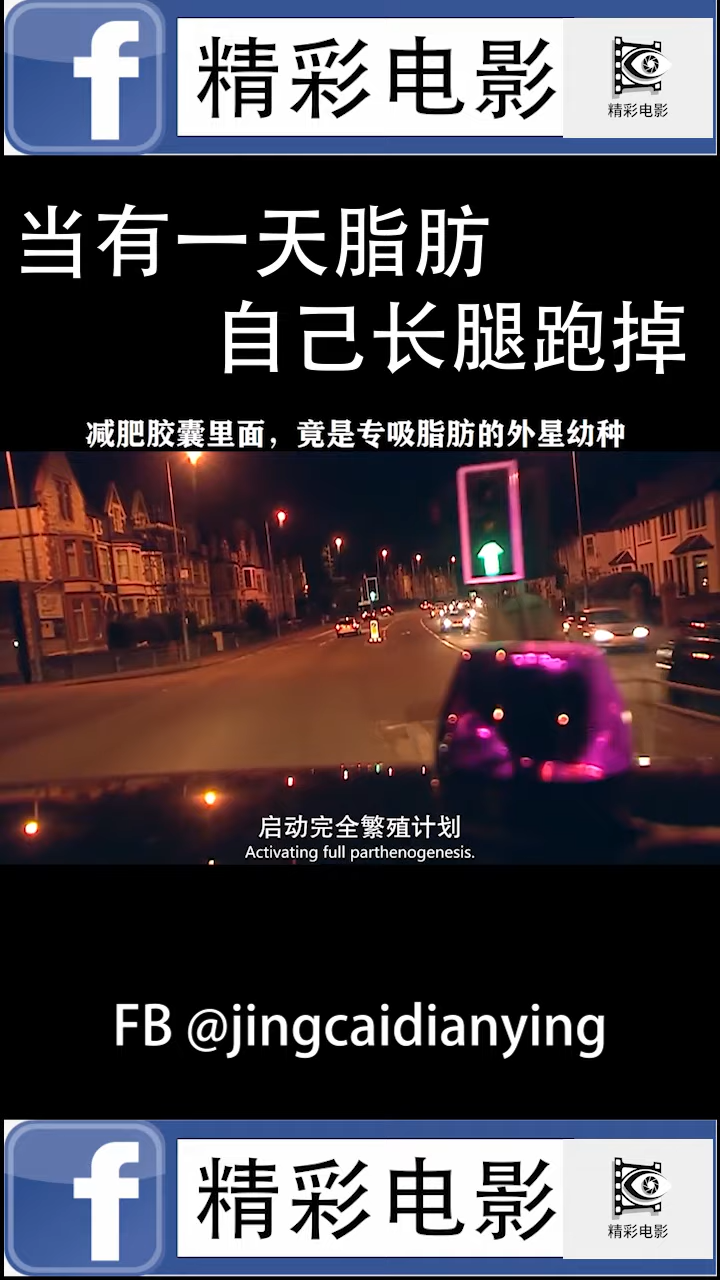 f 精彩电影
精彩电影
当有一天脂肪
自己长腿跑掉
减肥胶囊里面，竟是专吸脂肪的外星幼种
启动完全繁殖计划
Activating full parthenogenesis.
FB @jingcaidianying
f 精彩电影
精彩电影